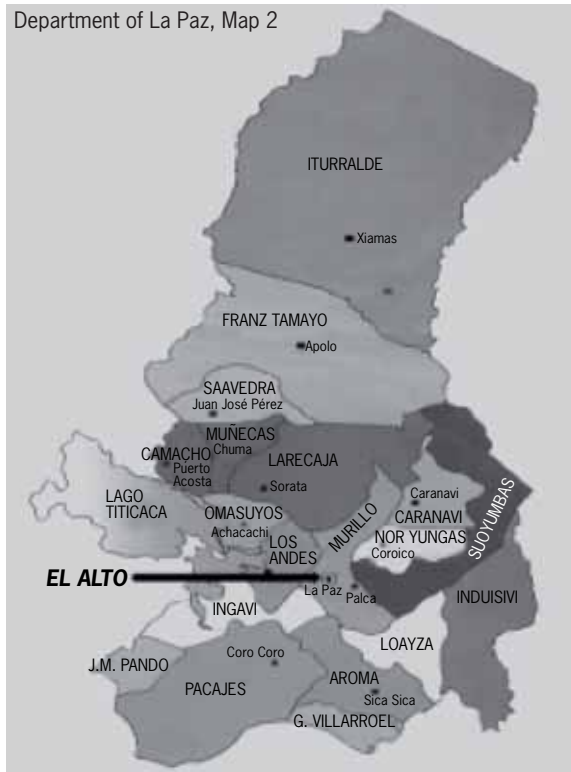 Department of La Paz, Map 2
ITURRALDE
Xiamas
FRANZ TAMAYO
Apolo
SAAVEDRA
Juan José Pérez
MUÑECAS
Chuma
CAMACHO
Puerto
Acosta
LARECAJA
Sorata
LAGO
TITICACA
OMASUYOS
Achacachi
MURILLO
Caranavi
CARANAVI
SUOYUMBAS
NOR YUNGAS
Coroico
LOS
ANDES
EL ALTO
La Paz
Palca
INDUISIVI
INGAVI
LOAYZA
J.M. PANDO
Coro Coro
PACAJES
AROMA
Sica Sica
G. VILLARROEL